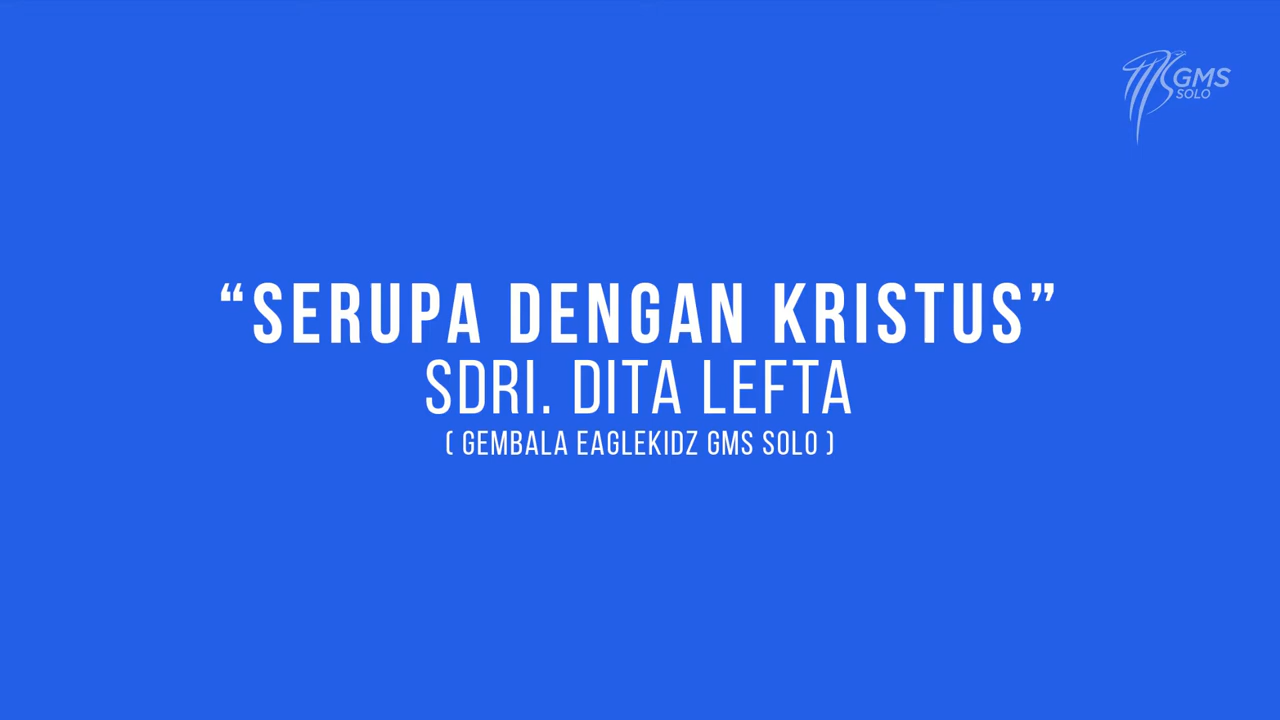 GMS
SOLO
“SERUPA DENGAN KRISTUS”
SDRI. DITA LEFTA
( GEMBALA EAGLEKIDZ GMS SOLO )